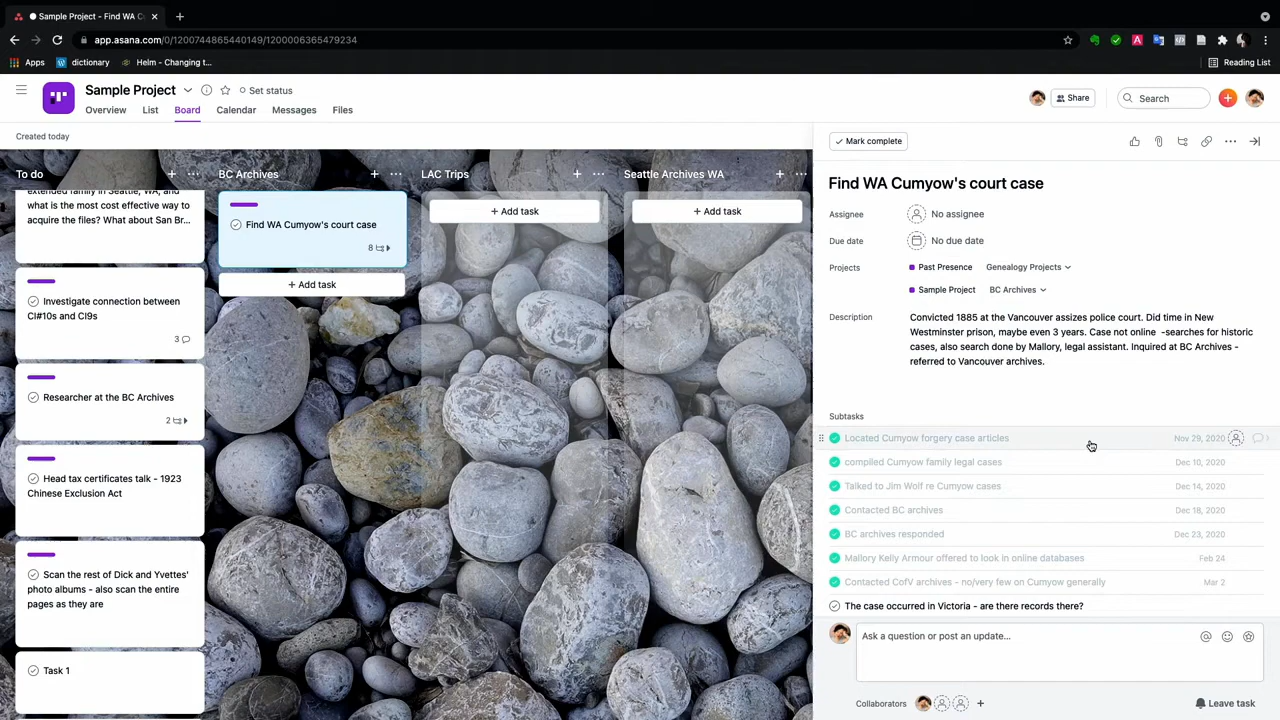 Sample Project - Find WA C
app.asana.com/0/1200744865440149/1200006365479234
Apps
dictionary
Helm - Changing t...
Reading List
Sample Project
Set status
Share
Search
Overview
List
Board
Calendar
Messages
Files
Created today
To do
BC Archives
LAC Trips
Seattle Archives WA
extended family in Seattle, WA, and
what is the most cost effective way to
acquire the files? What about San Br...
Investigate connection between
CI#10s and CI9s
3
Researcher at the BC Archives
2
Head tax certificates talk - 1923
Chinese Exclusion Act
Scan the rest of Dick and Yvettes'
photo albums - also scan the entire
pages as they are
Task 1
Find WA Cumyow's court case
8
+ Add task
+ Add task
+ Add task
Mark complete
Find WA Cumyow's court case
Assignee
No assignee
Due date
No due date
Projects
Past Presence
Genealogy Projects
Sample Project
BC Archives
Description
Convicted 1885 at the Vancouver assizes police court. Did time in New
Westminster prison, maybe even 3 years. Case not online -searches for historic
cases, also search done by Mallory, legal assistant. Inquired at BC Archives -
referred to Vancouver archives.
Subtasks
Located Cumyow forgery case articles Nov 29, 2020
compiled Cumyow family legal cases Dec 10, 2020
Talked to Jim Wolf re Cumyow cases Dec 14, 2020
Contacted BC archives Dec 18, 2020
BC archives responded Dec 23, 2020
Mallory Kelly Armour offered to look in online databases Feb 24
Contacted CofV archives - no/very few on Cumyow generally Mar 2
The case occurred in Victoria - are there records there?
Ask a question or post an update...
Collaborators
Leave task